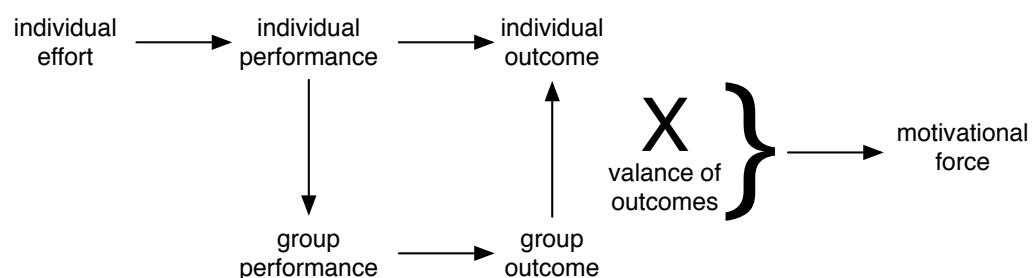 individual
effort
individual
performance
individual
outcome
X
valance of
outcomes
}
motivational
force
group
performance
group
outcome